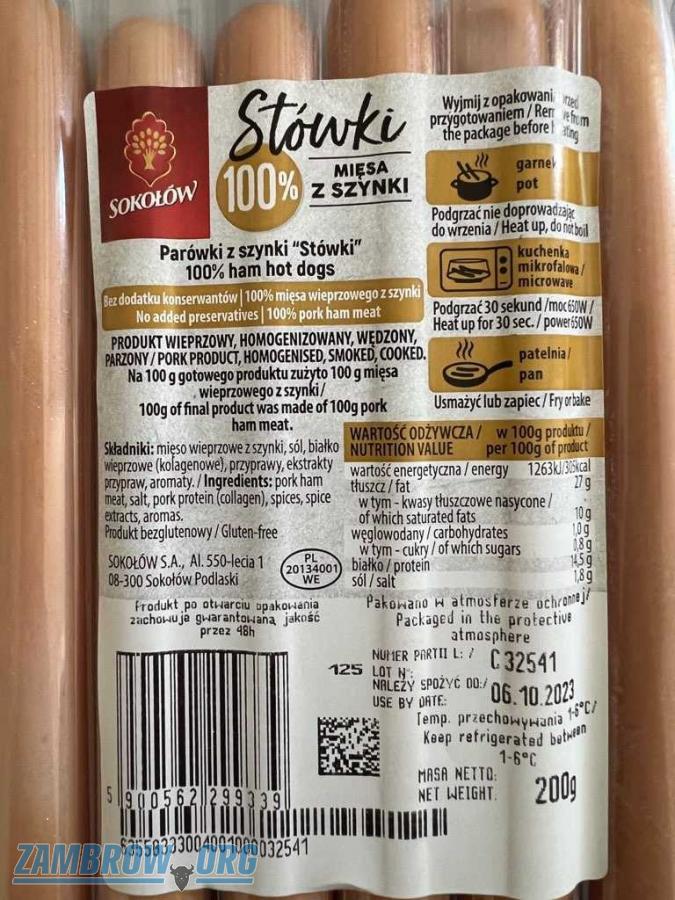 SOKOŁÓW
Stówki
100%
MIĘSA
Z SZYNKI
Parówki z szynki "Stówki"
100% ham hot dogs
Bez dodatku konserwantów | 100% mięsa wieprzowego z szynki
No added preservatives | 100% pork ham meat
PRODUKT WIEPRZOWY, HOMOGENIZOWANY, WĘDZONY,
PARZONY / PORK PRODUCT, HOMOGENISED, SMOKED, COOKED.
Na 100 g gotowego produktu zużyto 100 g mięsa
wieprzowego z szynki /
100g of final product was made of 100g pork
ham meat.
Składniki: mięso wieprzowe z szynki, sól, białko
wieprzowe (kolagenowe), przyprawy, ekstrakty
przypraw, aromaty. / Ingredients: pork ham
meat, salt, pork protein (collagen), spices, spice
extracts, aromas.
Produkt bezglutenowy / Gluten-free
SOKOŁÓW S.A., Al. 550-lecia 1
08-300 Sokołów Podlaski
PL
20134001
WE
Wyjmij z opakowani
przygotowaniem /
the package before
garnek
pot
Podgrzać nie doprowadzając
do wrzenia / Heat up, do not boil
kuchenka
mikrofalowa /
microwave
Podgrzać 30 sekund /moc 650W /
Heat up for 30 sec. / power 650W
patelnia /
pan
Usmażyć lub zapiec / Fry or bake
WARTOŚĆ ODŻYWCZA / w 100g produktu /
NUTRITION VALUE per 100g of product
wartość energetyczna / energy 1263kJ/305kcal
tłuszcz / fat 27 g
w tym - kwasy tłuszczowe nasycone /
of which saturated fats 10 g
węglowodany / carbohydrates 1,0 g
w tym - cukry / of which sugars 0,8 g
białko / protein 14,5 g
sól / salt 1,8 g
Produkt po otwarciu opakowania
zachowuje gwarantowaną jakość
przez 48h
Pakowano w atmosferze ochronnej/
Packaged in the protective
atmosphere
125
NUMER PARTII L: /
LOT N°: C 32541
NALEŻY SPOŻYĆ DO:/
USE BY DATE: 06.10.2023
Temp. przechowywania 1-6°C/
Keep refrigerated between
1-6°C
MASA NETTO:
NET WEIGHT: 200g
5 900562 299339
ZAMBROW.ORG